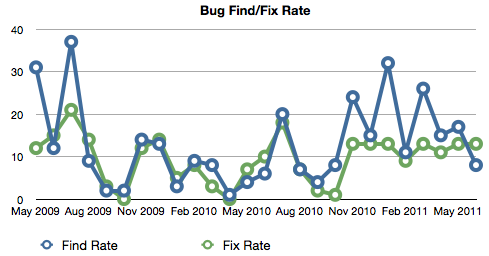 Bug Find/Fix Rate
40
30
20
10
0
May 2009 Aug 2009 Nov 2009 Feb 2010 May 2010 Aug 2010 Nov 2010 Feb 2011 May 2011
Find Rate Fix Rate